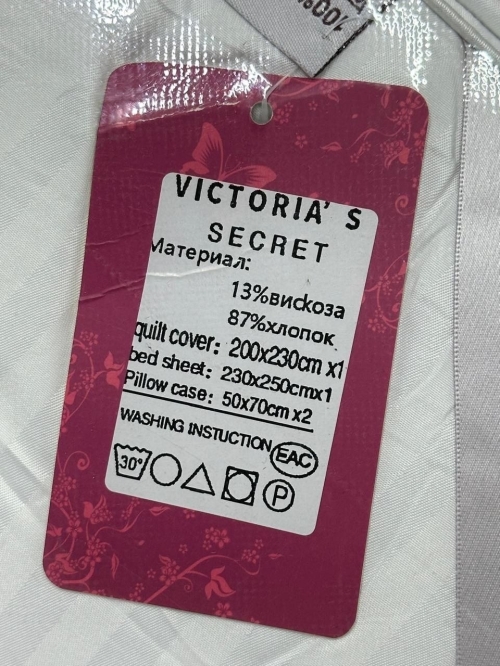 100%
VICTORIA' S
SECRET
Материал:
13%вискоза
87%хлопок
quilt cover: 200x230cm x1
bed sheet: 230x250cmx1
Pillow case: 50x70cm x2
WASHING INSTUCTION EAC
30° P